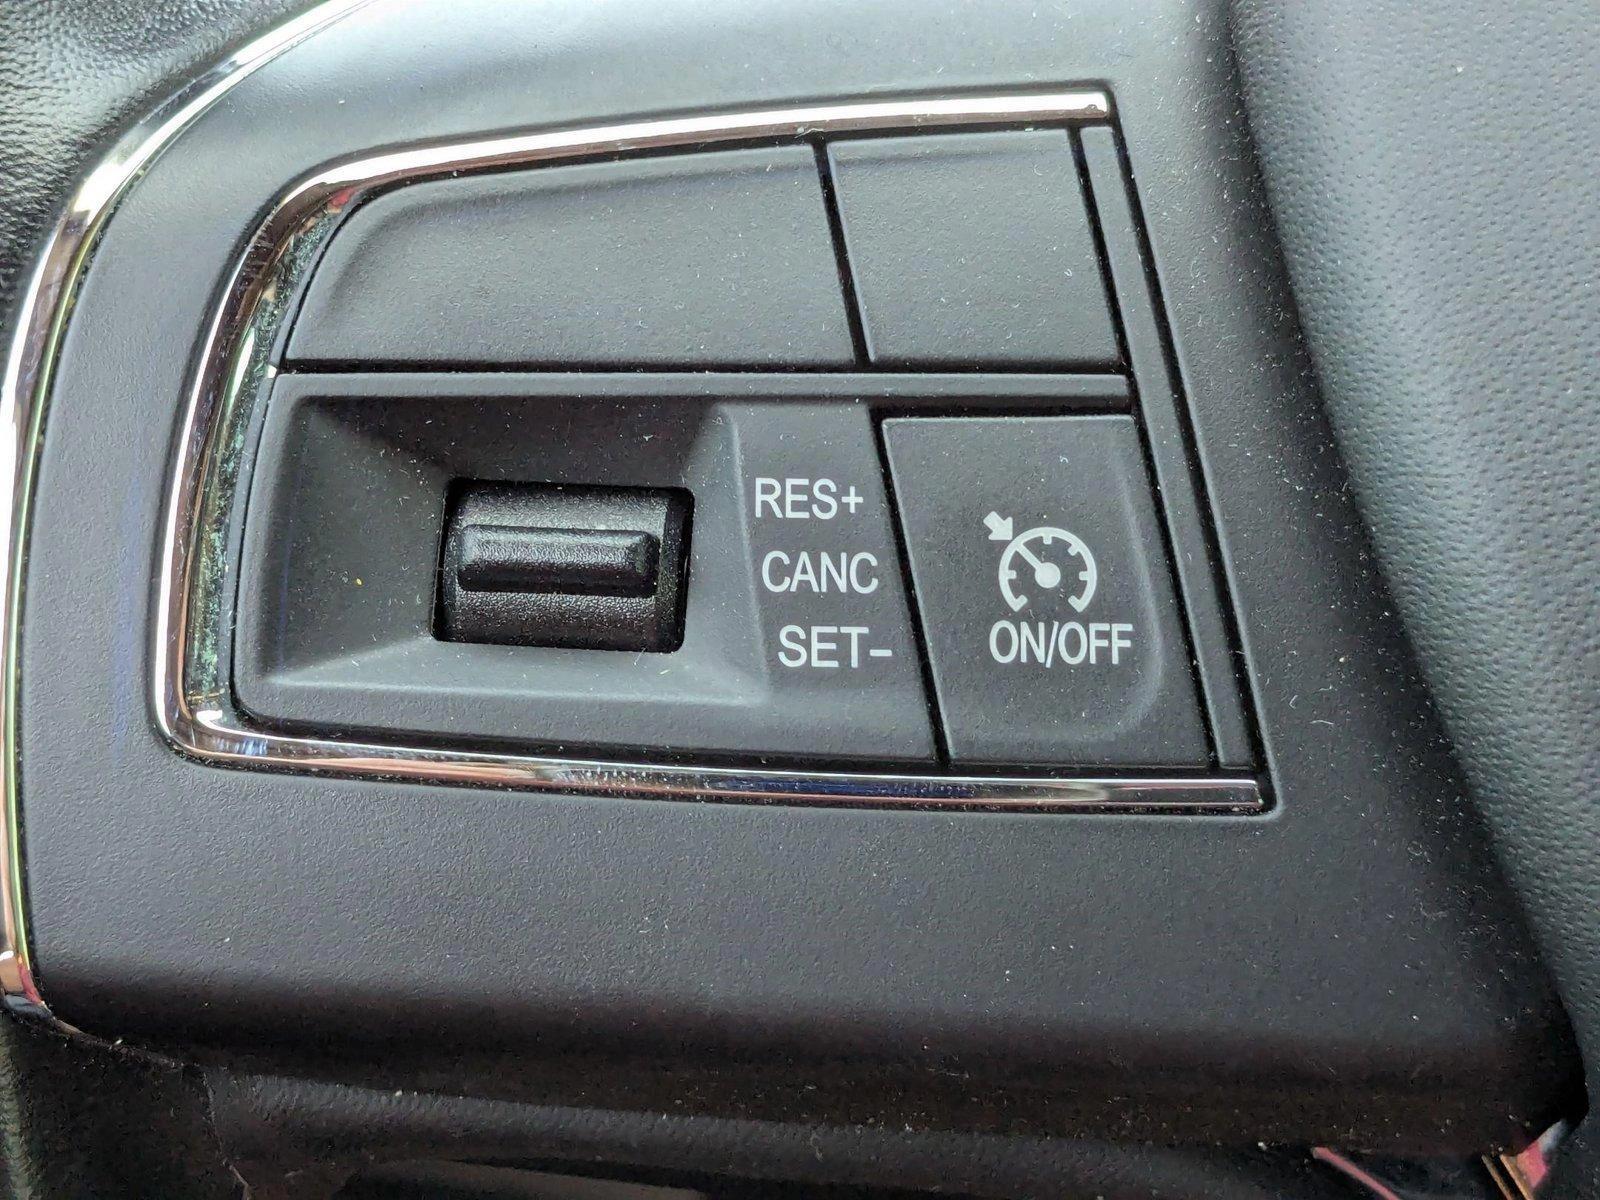 RES+
CANC
SET-
ON/OFF